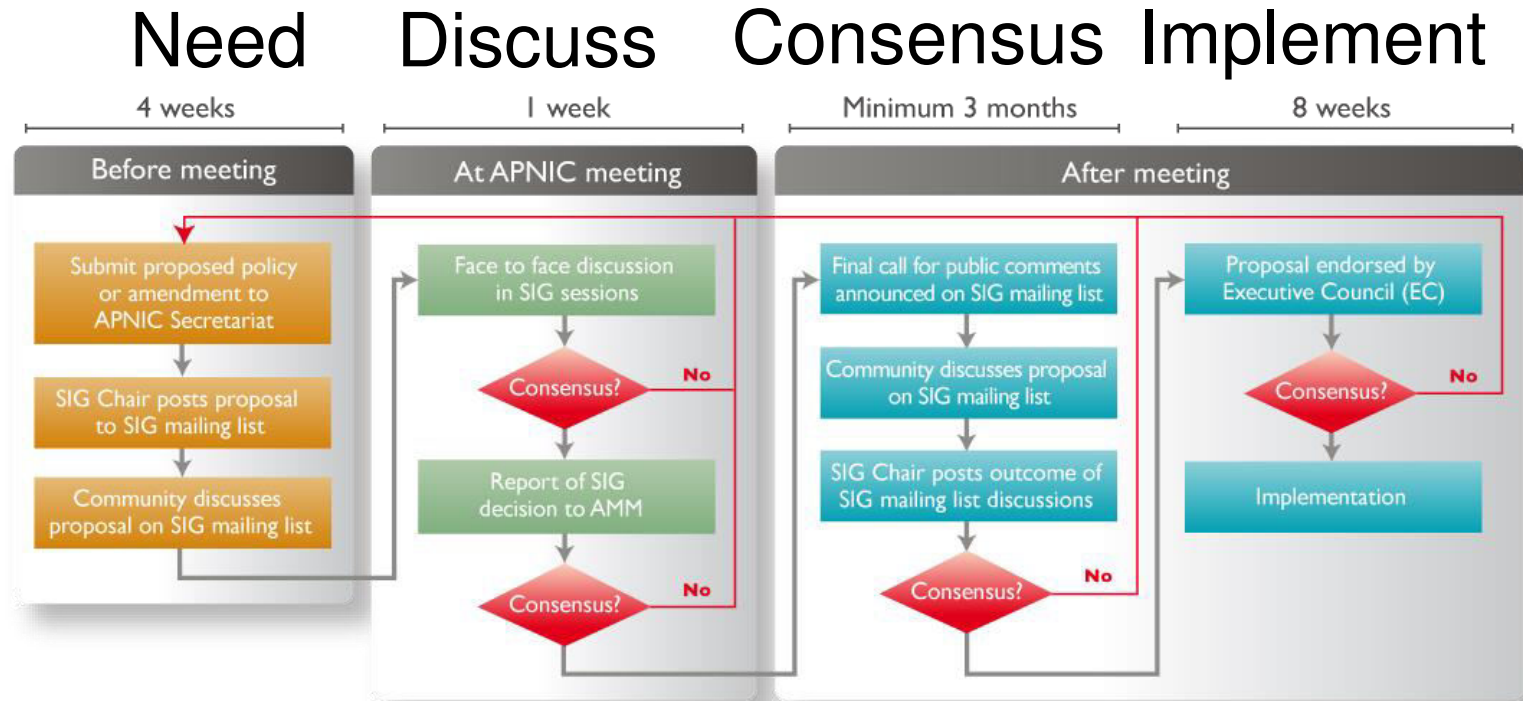 Need Discuss Consensus Implement
4 weeks
1 week
Minimum 3 months
8 weeks
Before meeting
At APNIC meeting
After meeting
Submit proposed policy
or amendment to
APNIC Secretariat
SIG Chair posts proposal
to SIG mailing list
Community discusses
proposal on SIG mailing list
Face to face discussion
in SIG sessions
Consensus?
No
Report of SIG
decision to AMM
Consensus?
No
Final call for public comments
announced on SIG mailing list
Community discusses proposal
on SIG mailing list
SIG Chair posts outcome of
SIG mailing list discussions
Consensus?
No
Proposal endorsed by
Executive Council (EC)
Consensus?
No
Implementation